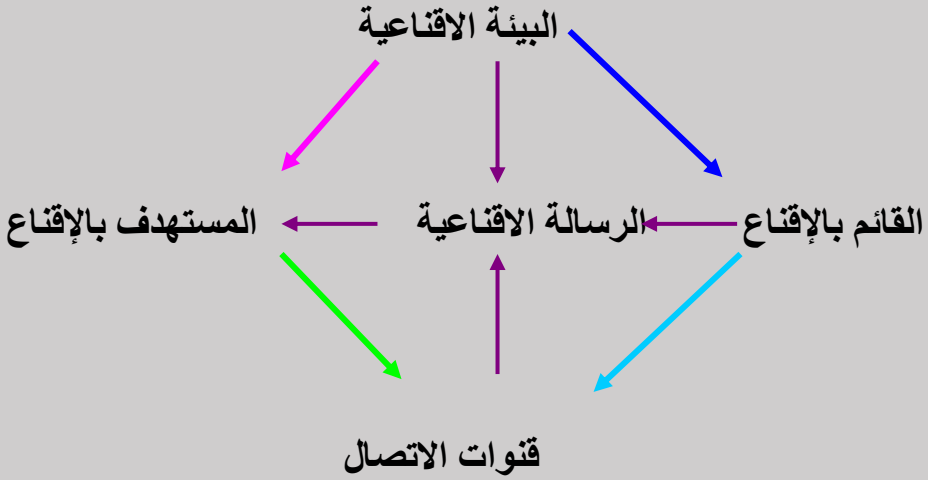 البيئة الاقناعية
القائم بالإقناع
الرسالة الاقناعية
المستهدف بالإقناع
قنوات الاتصال